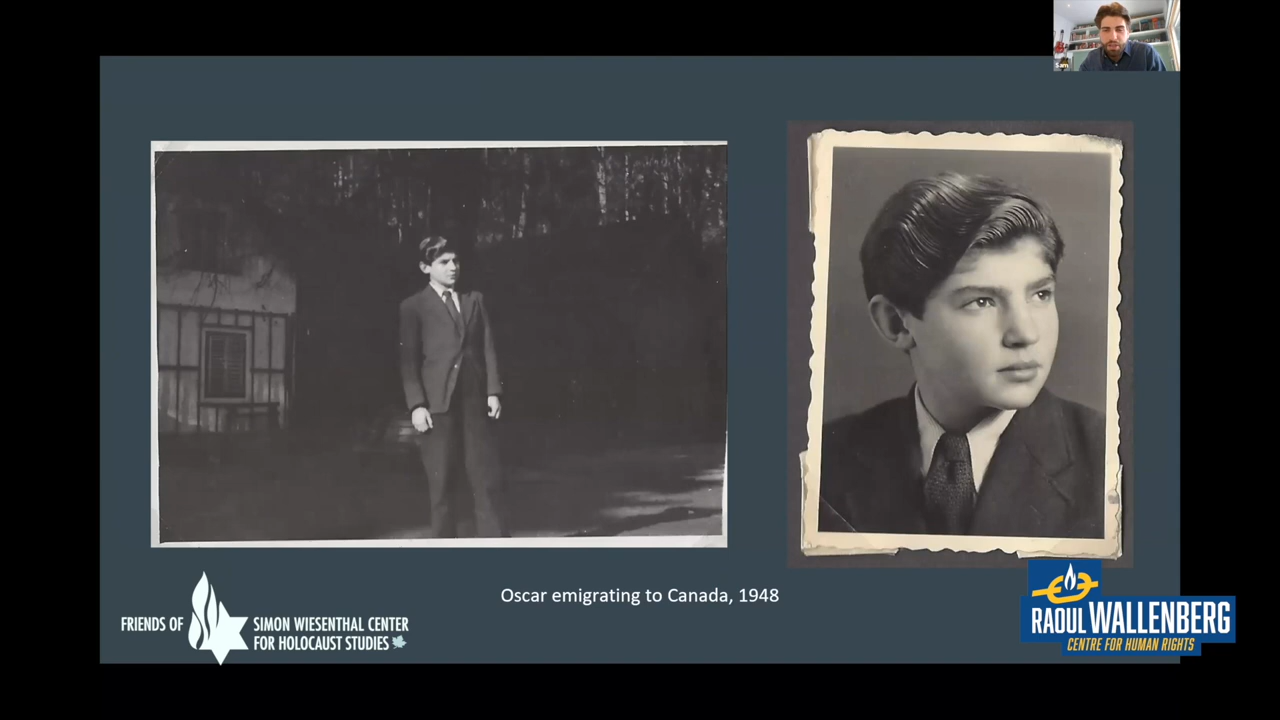 Sam
Oscar emigrating to Canada, 1948
FRIENDS OF
SIMON WIESENTHAL CENTER
FOR HOLOCAUST STUDIES
RAOUL WALLENBERG
CENTRE FOR HUMAN RIGHTS